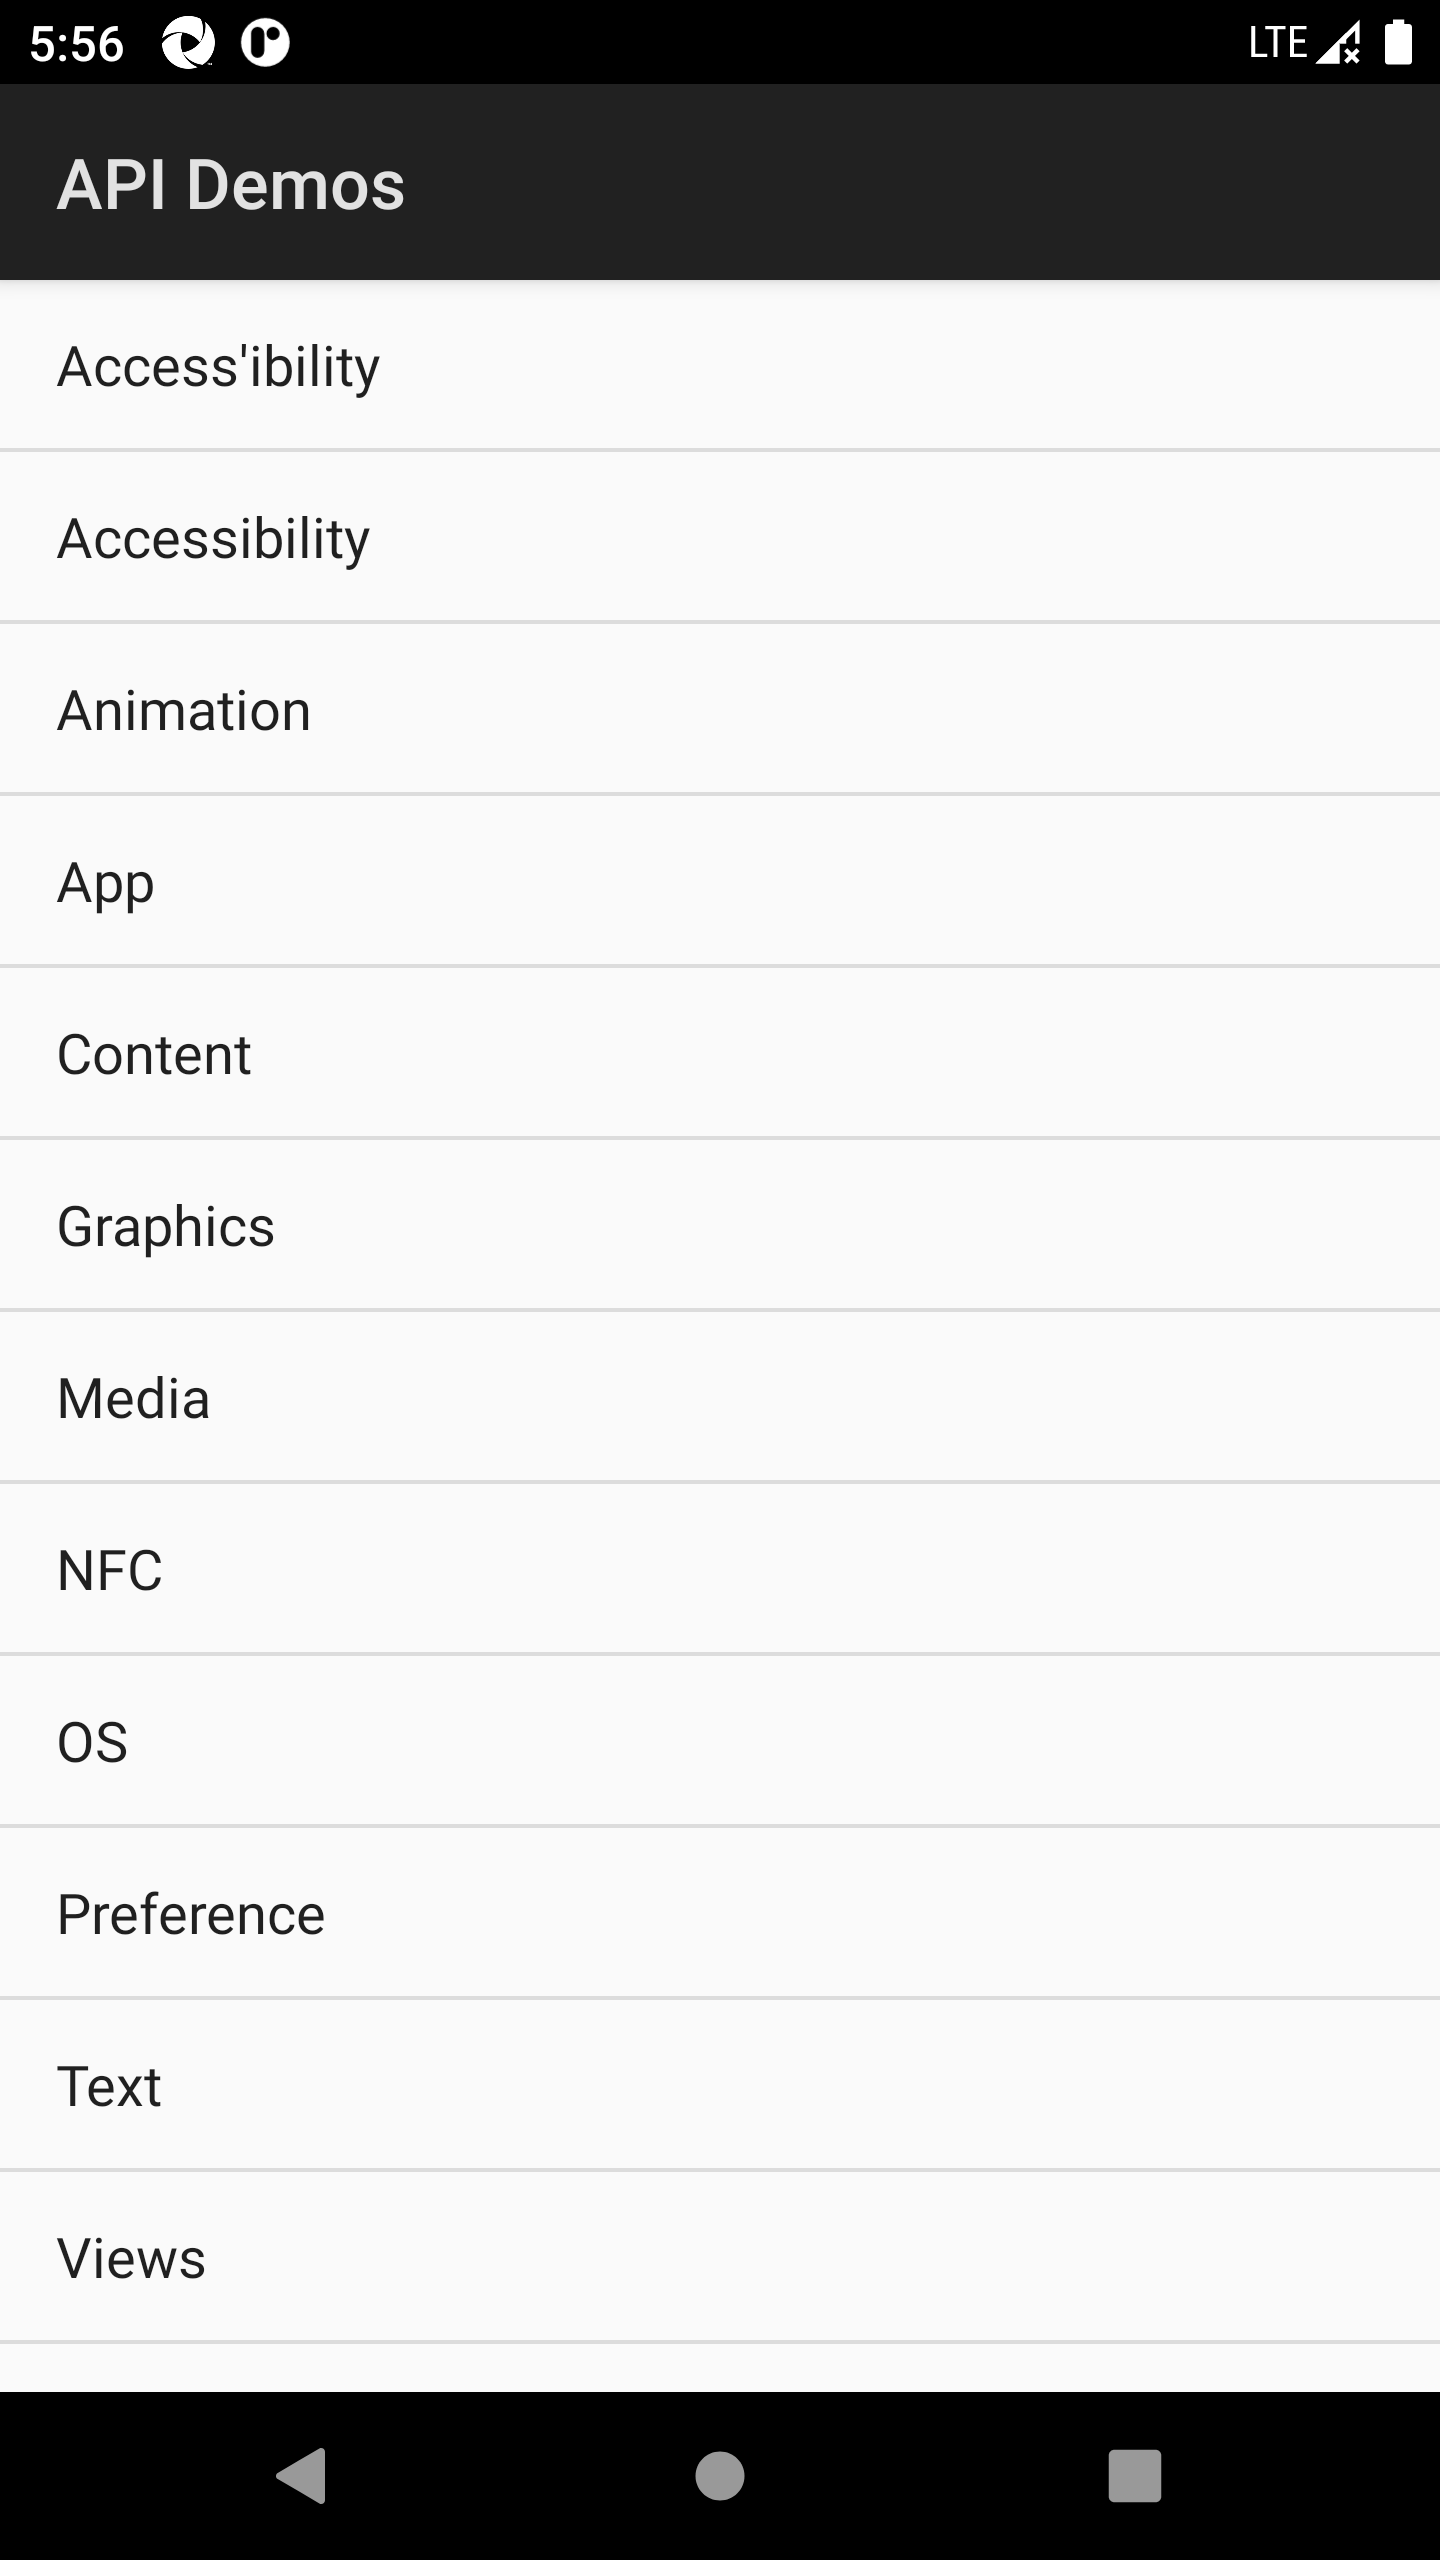 5:56 LTE
API Demos
Access'ibility
Accessibility
Animation
App
Content
Graphics
Media
NFC
OS
Preference
Text
Views